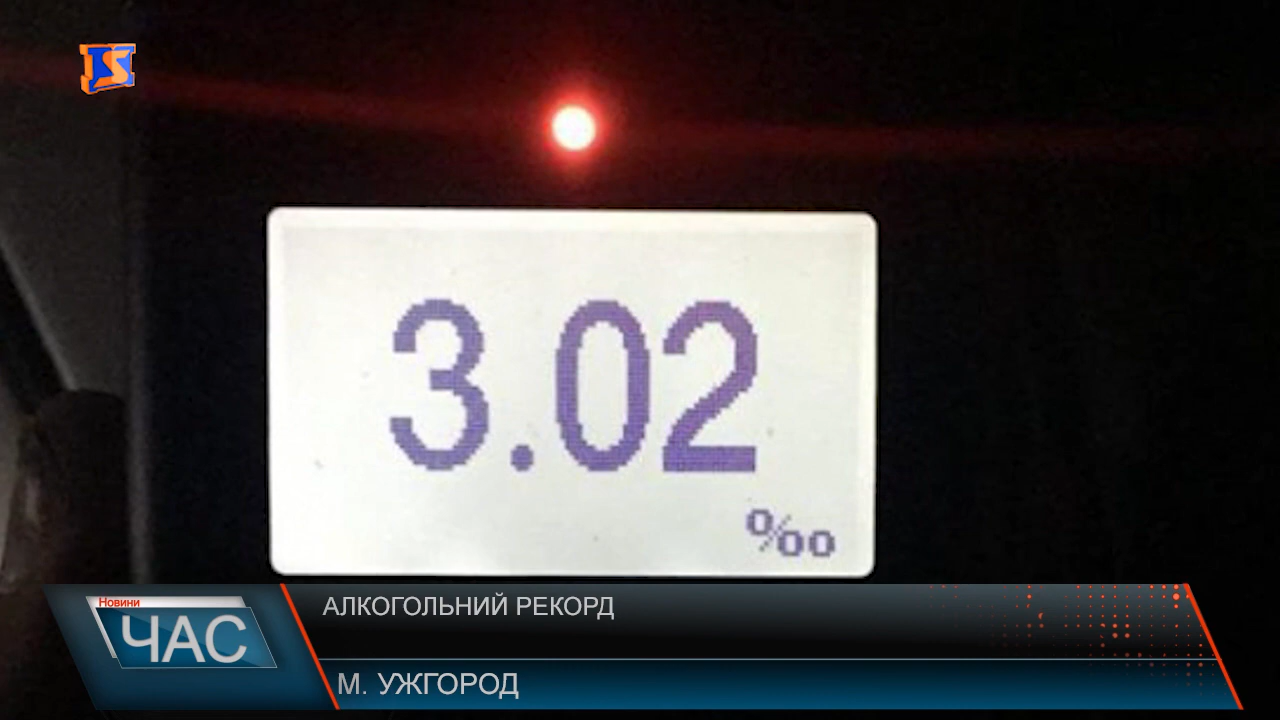 3.02
‰
Новини
ЧАС
АЛКОГОЛЬНИЙ РЕКОРД
М. УЖГОРОД